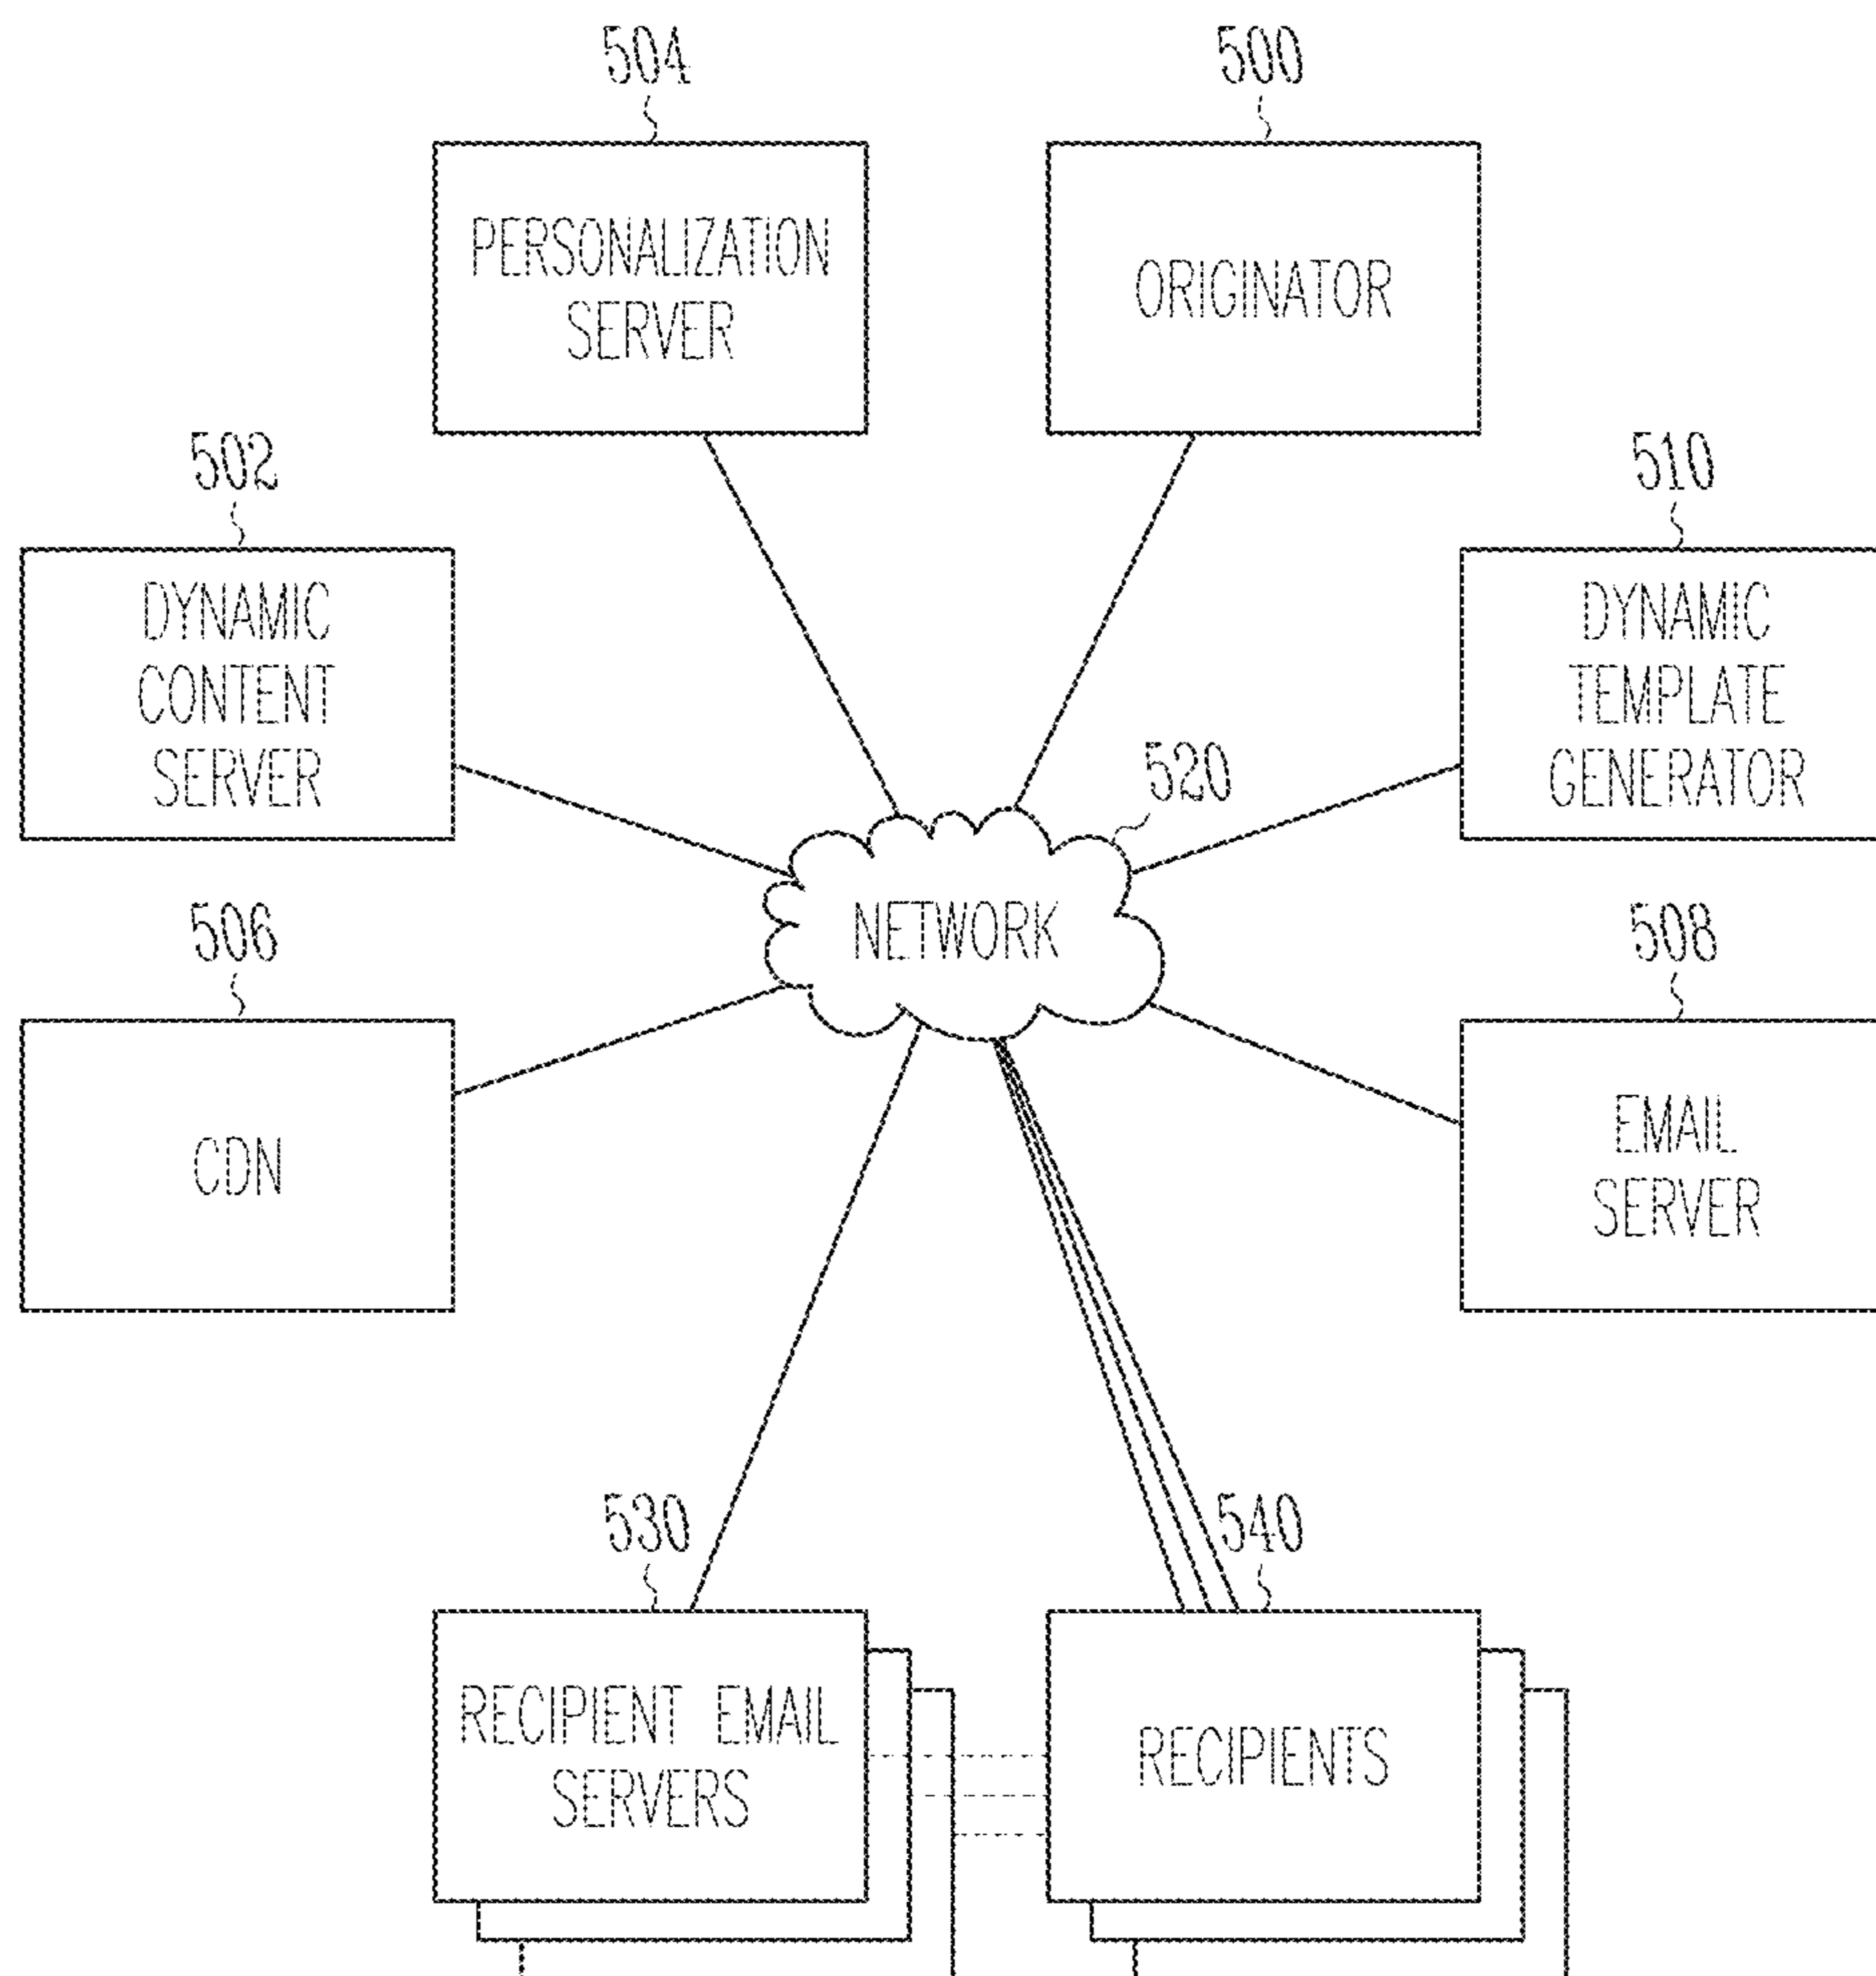 504
500
PERSONALIZATION
SERVER
ORIGINATOR
502
510
DYNAMIC
CONTENT
SERVER
DYNAMIC
TEMPLATE
GENERATOR
520
NETWORK
506
508
CDN
EMAIL
SERVER
530
540
RECIPIENT EMAIL
SERVERS
RECIPIENTS